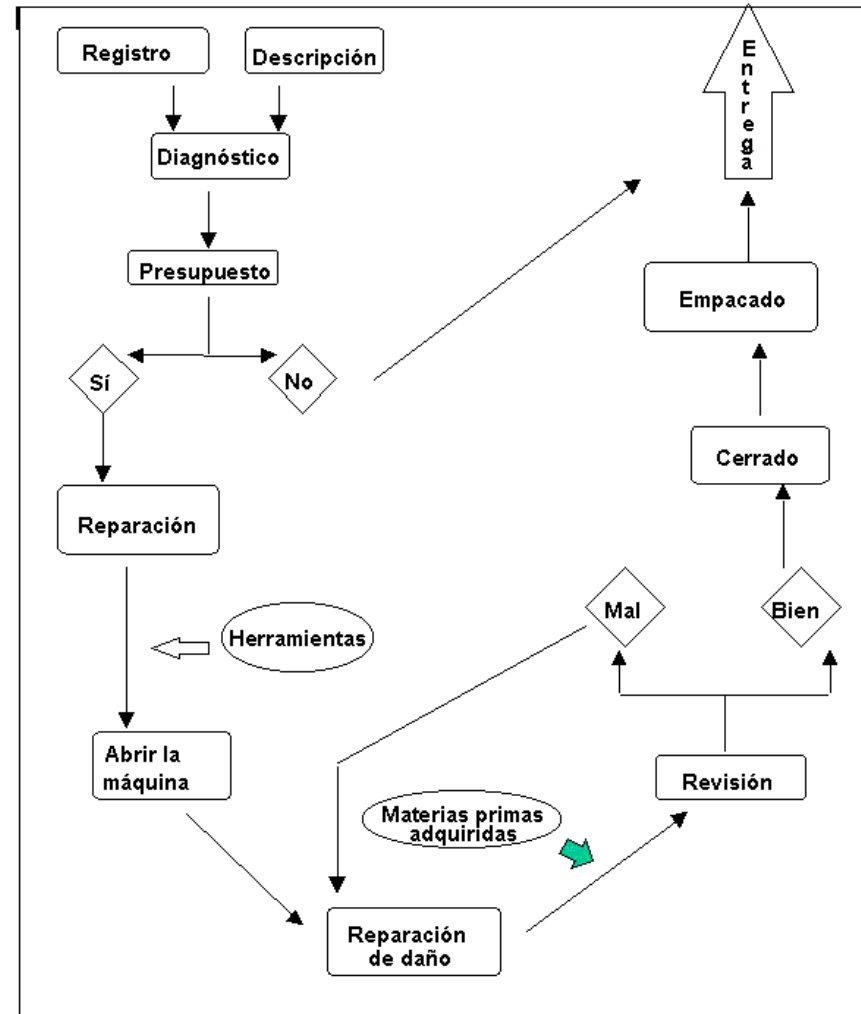 Registro
Descripción
Diagnóstico
Presupuesto
Sí
No
Reparación
Herramientas
Abrir la
máquina
Reparación
de daño
Materias primas
adquiridas
Revisión
Mal
Bien
Cerrado
Empacado
Entrega